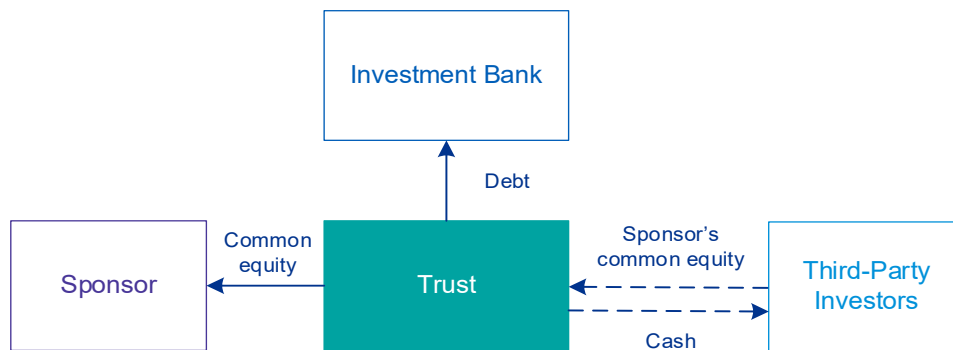 Investment Bank
Debt
Common
equity
Sponsor's
common equity
Sponsor
Trust
Third-Party
Investors
Cash